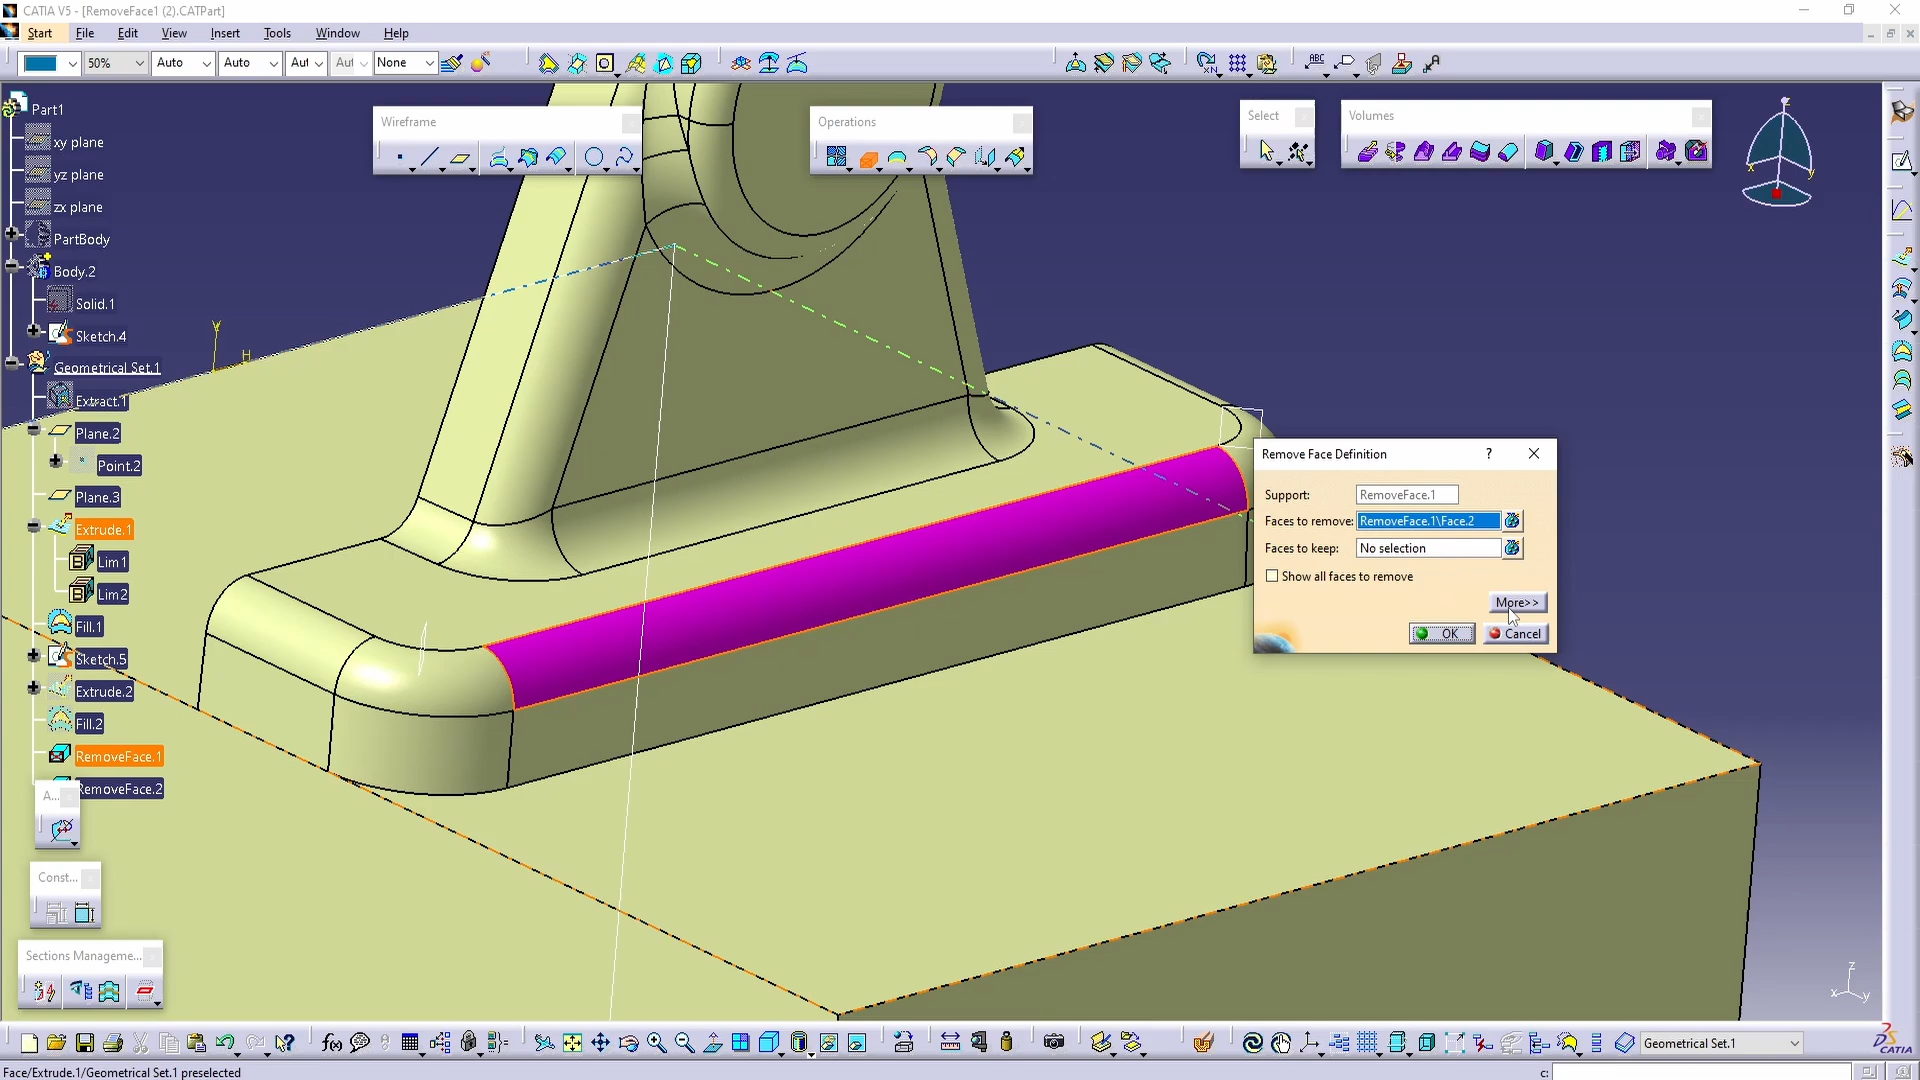 CATIA V5 - [RemoveFace1 (2).CATPart]
Start File Edit View Insert Tools Window Help
50% Auto Auto Aut Aut None
ABC
Part1
xy plane
yz plane
zx plane
PartBody
Body.2
Solid.1
Sketch.4
Geometrical Set.1
Extract.1
Plane.2
Point.2
Plane.3
Extrude.1
Lim1
Lim2
Fill.1
Sketch.5
Extrude.2
Fill.2
RemoveFace.1
RemoveFace.2
A...
Const...
Sections Manageme...
Wireframe
Operations
Select
Volumes
V
H
z
x
y
Remove Face Definition ?
Support: RemoveFace.1
Faces to remove: RemoveFace.1\Face.2
Faces to keep: No selection
Show all faces to remove
More>>
OK Cancel
z
x y
f(x)
Geometrical Set.1
CATIA
Face/Extrude.1/Geometrical Set.1 preselected
c: